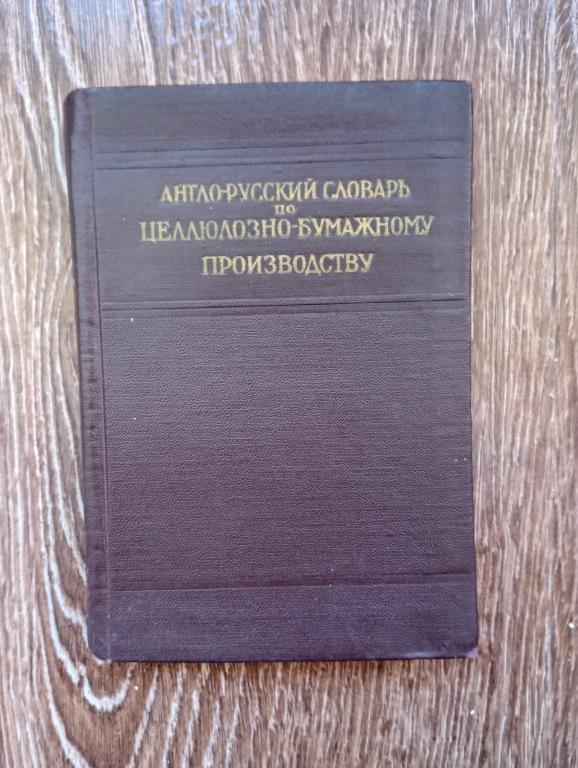 АНГЛО-РУССКИЙ СЛОВАРЬ
ПО
ЦЕЛЛЮЛОЗНО-БУМАЖНОМУ
ПРОИЗВОДСТВУ